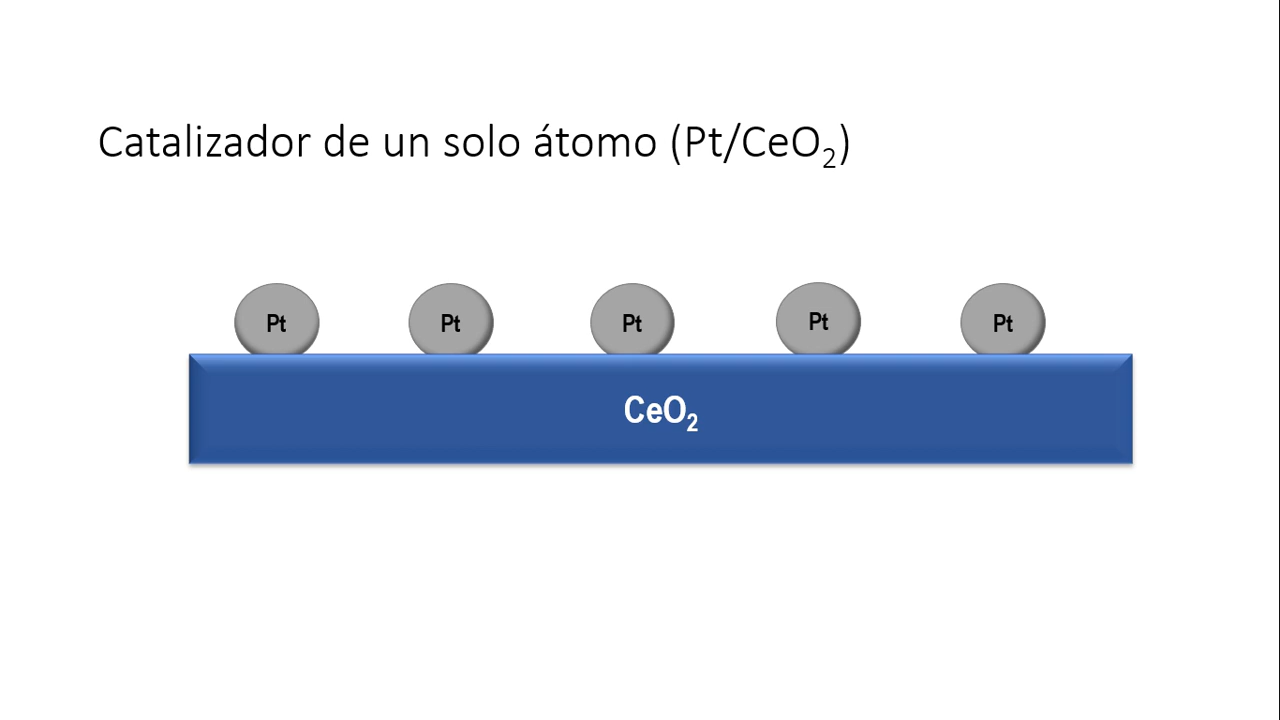 Catalizador de un solo átomo (Pt/CeO₂)
Pt Pt Pt Pt Pt
CeO₂